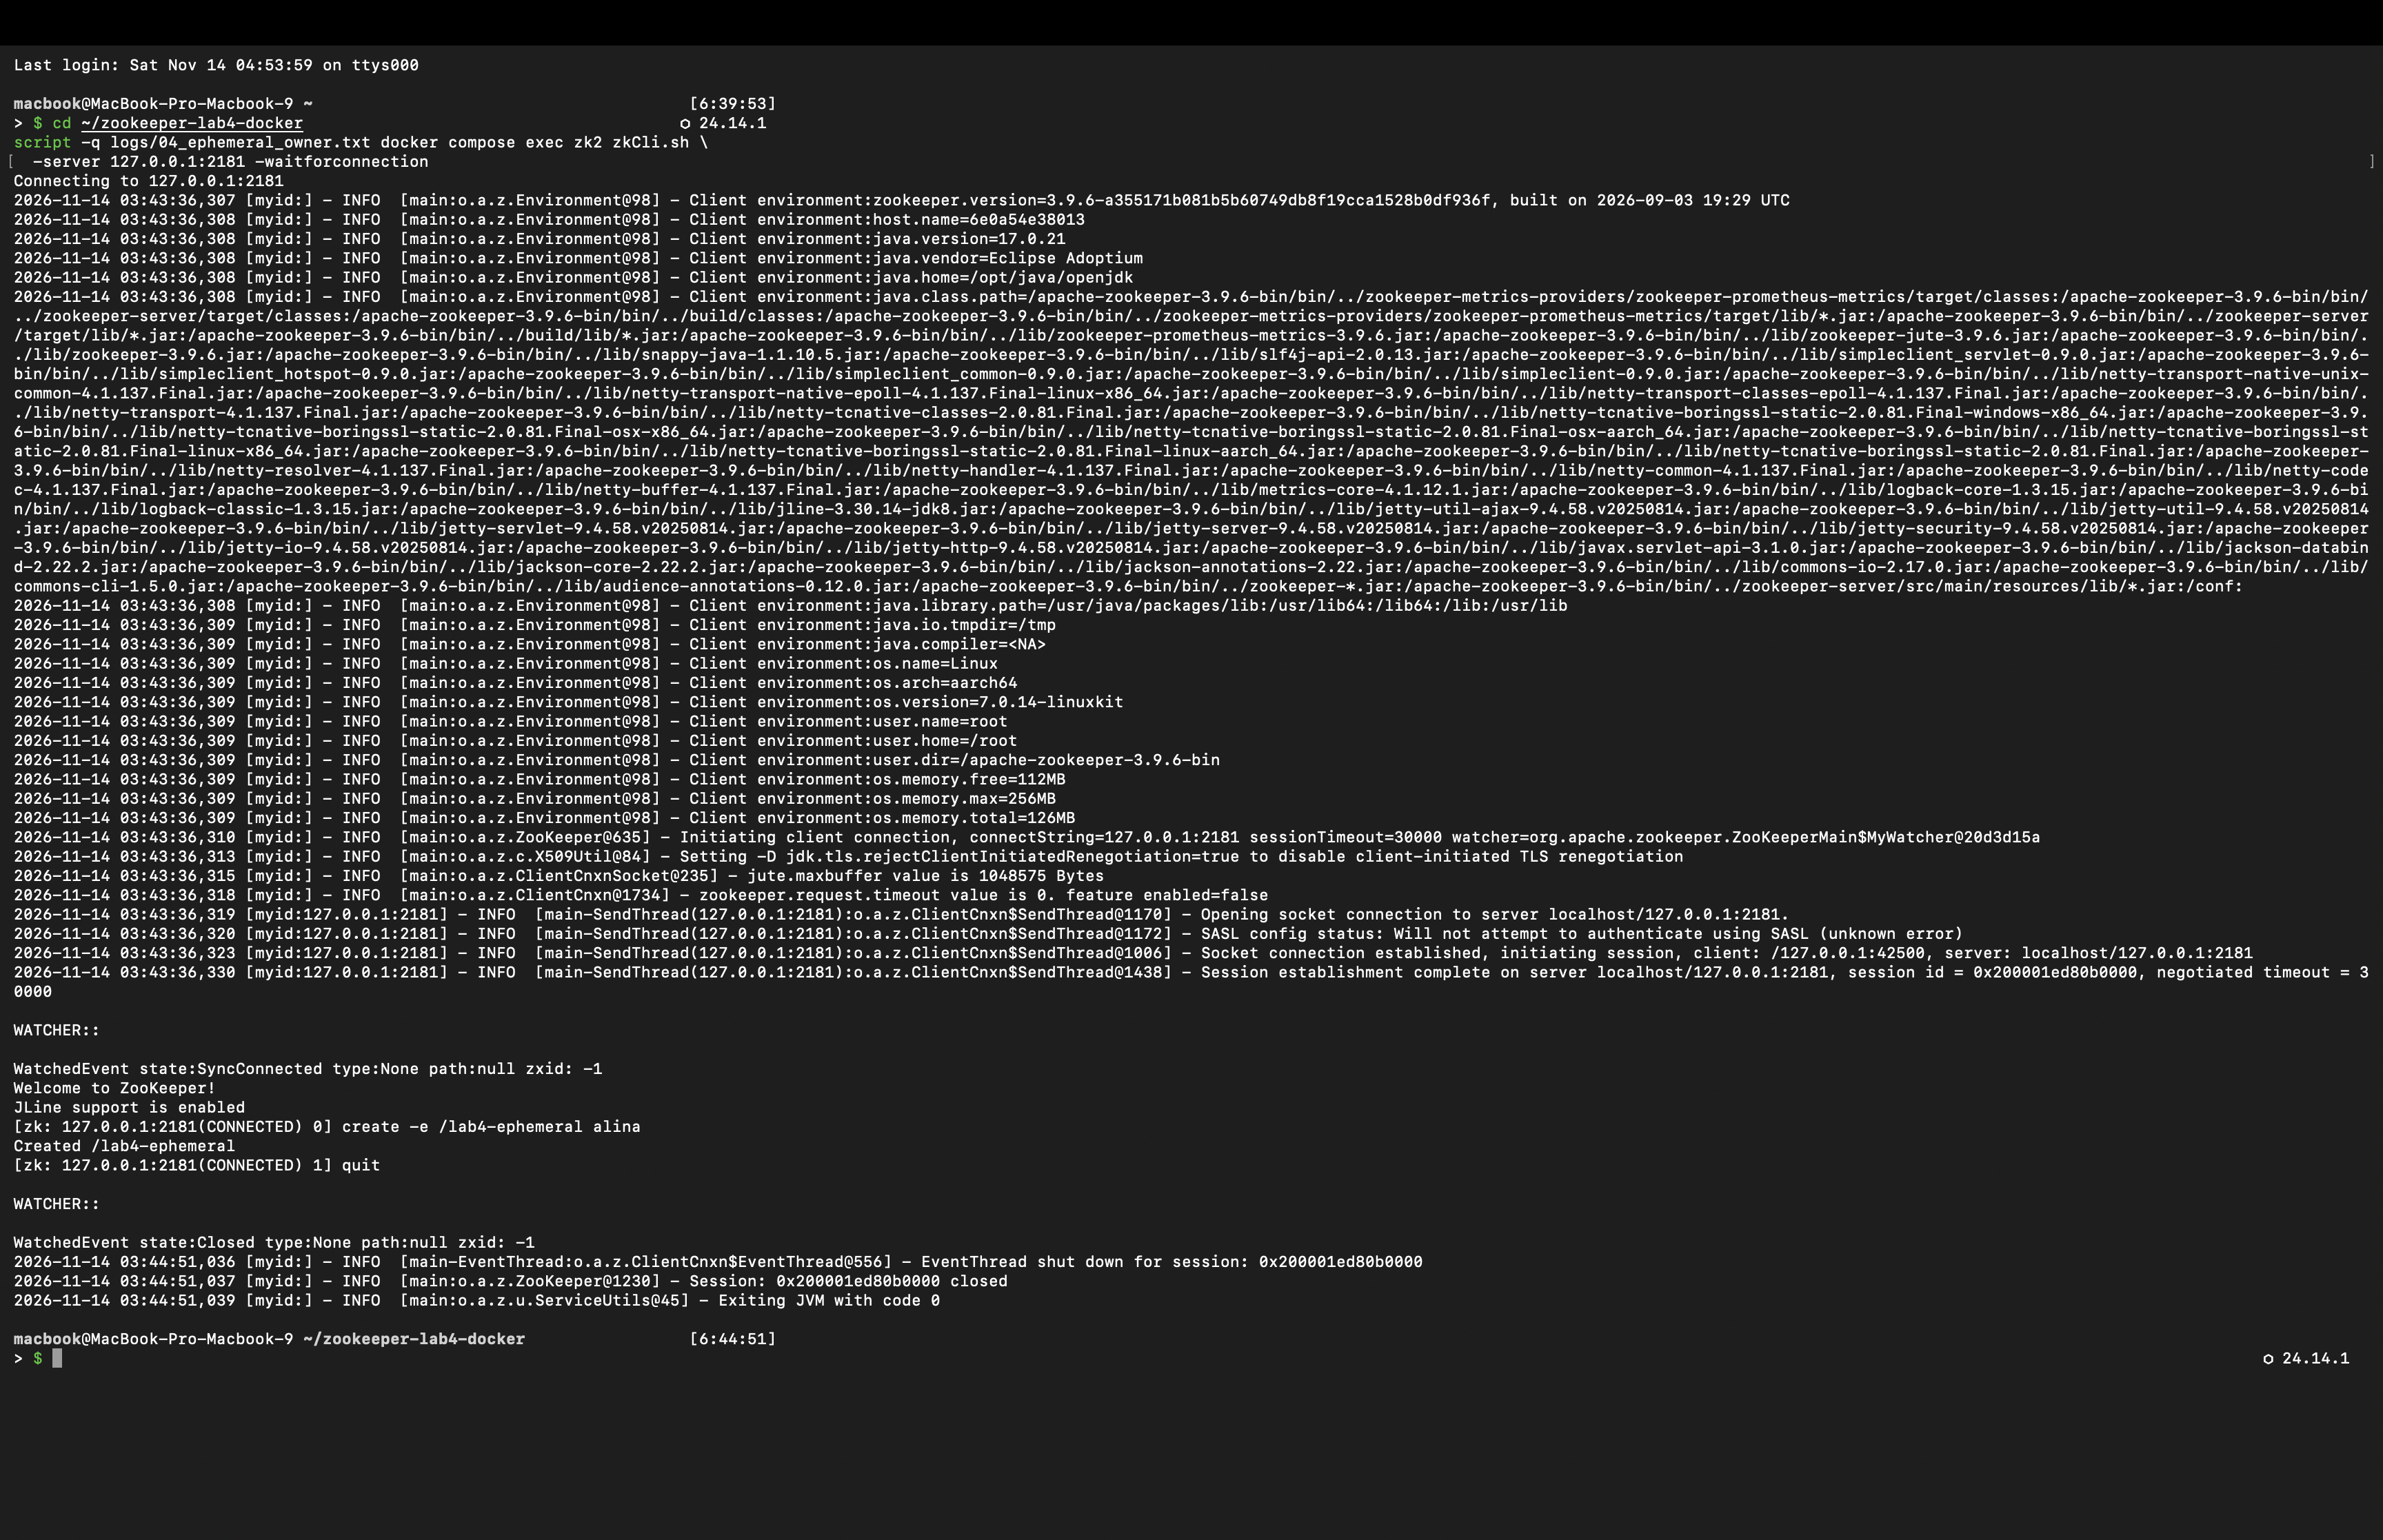 Last login: Sat Nov 14 04:53:59 on ttys000
macbook@MacBook-Pro-Macbook-9 ~ [6:39:53]
> $ cd ~/zookeeper-lab4-docker ⬡ 24.14.1
script -q logs/04_ephemeral_owner.txt docker compose exec zk2 zkCli.sh \
[  -server 127.0.0.1:2181 -waitforconnection ]
Connecting to 127.0.0.1:2181
2026-11-14 03:43:36,307 [myid:] - INFO  [main:o.a.z.Environment@98] - Client environment:zookeeper.version=3.9.6-a355171b081b5b60749db8f19cca1528b0df936f, built on 2026-09-03 19:29 UTC
2026-11-14 03:43:36,308 [myid:] - INFO  [main:o.a.z.Environment@98] - Client environment:host.name=6e0a54e38013
2026-11-14 03:43:36,308 [myid:] - INFO  [main:o.a.z.Environment@98] - Client environment:java.version=17.0.21
2026-11-14 03:43:36,308 [myid:] - INFO  [main:o.a.z.Environment@98] - Client environment:java.vendor=Eclipse Adoptium
2026-11-14 03:43:36,308 [myid:] - INFO  [main:o.a.z.Environment@98] - Client environment:java.home=/opt/java/openjdk
2026-11-14 03:43:36,308 [myid:] - INFO  [main:o.a.z.Environment@98] - Client environment:java.class.path=/apache-zookeeper-3.9.6-bin/bin/../zookeeper-metrics-providers/zookeeper-prometheus-metrics/target/classes:/apache-zookeeper-3.9.6-bin/bin/
../zookeeper-server/target/classes:/apache-zookeeper-3.9.6-bin/bin/../build/classes:/apache-zookeeper-3.9.6-bin/bin/../zookeeper-metrics-providers/zookeeper-prometheus-metrics/target/lib/*.jar:/apache-zookeeper-3.9.6-bin/bin/../zookeeper-server
/target/lib/*.jar:/apache-zookeeper-3.9.6-bin/bin/../build/lib/*.jar:/apache-zookeeper-3.9.6-bin/bin/../lib/zookeeper-prometheus-metrics-3.9.6.jar:/apache-zookeeper-3.9.6-bin/bin/../lib/zookeeper-jute-3.9.6.jar:/apache-zookeeper-3.9.6-bin/bin/.
./lib/zookeeper-3.9.6.jar:/apache-zookeeper-3.9.6-bin/bin/../lib/snappy-java-1.1.10.5.jar:/apache-zookeeper-3.9.6-bin/bin/../lib/slf4j-api-2.0.13.jar:/apache-zookeeper-3.9.6-bin/bin/../lib/simpleclient_servlet-0.9.0.jar:/apache-zookeeper-3.9.6-
bin/bin/../lib/simpleclient_hotspot-0.9.0.jar:/apache-zookeeper-3.9.6-bin/bin/../lib/simpleclient_common-0.9.0.jar:/apache-zookeeper-3.9.6-bin/bin/../lib/simpleclient-0.9.0.jar:/apache-zookeeper-3.9.6-bin/bin/../lib/netty-transport-native-unix-
common-4.1.137.Final.jar:/apache-zookeeper-3.9.6-bin/bin/../lib/netty-transport-native-epoll-4.1.137.Final-linux-x86_64.jar:/apache-zookeeper-3.9.6-bin/bin/../lib/netty-transport-classes-epoll-4.1.137.Final.jar:/apache-zookeeper-3.9.6-bin/bin/.
./lib/netty-transport-4.1.137.Final.jar:/apache-zookeeper-3.9.6-bin/bin/../lib/netty-tcnative-classes-2.0.81.Final.jar:/apache-zookeeper-3.9.6-bin/bin/../lib/netty-tcnative-boringssl-static-2.0.81.Final-windows-x86_64.jar:/apache-zookeeper-3.9.
6-bin/bin/../lib/netty-tcnative-boringssl-static-2.0.81.Final-osx-x86_64.jar:/apache-zookeeper-3.9.6-bin/bin/../lib/netty-tcnative-boringssl-static-2.0.81.Final-osx-aarch_64.jar:/apache-zookeeper-3.9.6-bin/bin/../lib/netty-tcnative-boringssl-st
atic-2.0.81.Final-linux-x86_64.jar:/apache-zookeeper-3.9.6-bin/bin/../lib/netty-tcnative-boringssl-static-2.0.81.Final-linux-aarch_64.jar:/apache-zookeeper-3.9.6-bin/bin/../lib/netty-tcnative-boringssl-static-2.0.81.Final.jar:/apache-zookeeper-
3.9.6-bin/bin/../lib/netty-resolver-4.1.137.Final.jar:/apache-zookeeper-3.9.6-bin/bin/../lib/netty-handler-4.1.137.Final.jar:/apache-zookeeper-3.9.6-bin/bin/../lib/netty-common-4.1.137.Final.jar:/apache-zookeeper-3.9.6-bin/bin/../lib/netty-code
c-4.1.137.Final.jar:/apache-zookeeper-3.9.6-bin/bin/../lib/netty-buffer-4.1.137.Final.jar:/apache-zookeeper-3.9.6-bin/bin/../lib/metrics-core-4.1.12.1.jar:/apache-zookeeper-3.9.6-bin/bin/../lib/logback-core-1.3.15.jar:/apache-zookeeper-3.9.6-bi
n/bin/../lib/logback-classic-1.3.15.jar:/apache-zookeeper-3.9.6-bin/bin/../lib/jline-3.30.14-jdk8.jar:/apache-zookeeper-3.9.6-bin/bin/../lib/jetty-util-ajax-9.4.58.v20250814.jar:/apache-zookeeper-3.9.6-bin/bin/../lib/jetty-util-9.4.58.v20250814
.jar:/apache-zookeeper-3.9.6-bin/bin/../lib/jetty-servlet-9.4.58.v20250814.jar:/apache-zookeeper-3.9.6-bin/bin/../lib/jetty-server-9.4.58.v20250814.jar:/apache-zookeeper-3.9.6-bin/bin/../lib/jetty-security-9.4.58.v20250814.jar:/apache-zookeeper
-3.9.6-bin/bin/../lib/jetty-io-9.4.58.v20250814.jar:/apache-zookeeper-3.9.6-bin/bin/../lib/jetty-http-9.4.58.v20250814.jar:/apache-zookeeper-3.9.6-bin/bin/../lib/javax.servlet-api-3.1.0.jar:/apache-zookeeper-3.9.6-bin/bin/../lib/jackson-databin
d-2.22.2.jar:/apache-zookeeper-3.9.6-bin/bin/../lib/jackson-core-2.22.2.jar:/apache-zookeeper-3.9.6-bin/bin/../lib/jackson-annotations-2.22.jar:/apache-zookeeper-3.9.6-bin/bin/../lib/commons-io-2.17.0.jar:/apache-zookeeper-3.9.6-bin/bin/../lib/
commons-cli-1.5.0.jar:/apache-zookeeper-3.9.6-bin/bin/../lib/audience-annotations-0.12.0.jar:/apache-zookeeper-3.9.6-bin/bin/../zookeeper-*.jar:/apache-zookeeper-3.9.6-bin/bin/../zookeeper-server/src/main/resources/lib/*.jar:/conf:
2026-11-14 03:43:36,308 [myid:] - INFO  [main:o.a.z.Environment@98] - Client environment:java.library.path=/usr/java/packages/lib:/usr/lib64:/lib64:/lib:/usr/lib
2026-11-14 03:43:36,309 [myid:] - INFO  [main:o.a.z.Environment@98] - Client environment:java.io.tmpdir=/tmp
2026-11-14 03:43:36,309 [myid:] - INFO  [main:o.a.z.Environment@98] - Client environment:java.compiler=<NA>
2026-11-14 03:43:36,309 [myid:] - INFO  [main:o.a.z.Environment@98] - Client environment:os.name=Linux
2026-11-14 03:43:36,309 [myid:] - INFO  [main:o.a.z.Environment@98] - Client environment:os.arch=aarch64
2026-11-14 03:43:36,309 [myid:] - INFO  [main:o.a.z.Environment@98] - Client environment:os.version=7.0.14-linuxkit
2026-11-14 03:43:36,309 [myid:] - INFO  [main:o.a.z.Environment@98] - Client environment:user.name=root
2026-11-14 03:43:36,309 [myid:] - INFO  [main:o.a.z.Environment@98] - Client environment:user.home=/root
2026-11-14 03:43:36,309 [myid:] - INFO  [main:o.a.z.Environment@98] - Client environment:user.dir=/apache-zookeeper-3.9.6-bin
2026-11-14 03:43:36,309 [myid:] - INFO  [main:o.a.z.Environment@98] - Client environment:os.memory.free=112MB
2026-11-14 03:43:36,309 [myid:] - INFO  [main:o.a.z.Environment@98] - Client environment:os.memory.max=256MB
2026-11-14 03:43:36,309 [myid:] - INFO  [main:o.a.z.Environment@98] - Client environment:os.memory.total=126MB
2026-11-14 03:43:36,310 [myid:] - INFO  [main:o.a.z.ZooKeeper@635] - Initiating client connection, connectString=127.0.0.1:2181 sessionTimeout=30000 watcher=org.apache.zookeeper.ZooKeeperMain$MyWatcher@20d3d15a
2026-11-14 03:43:36,313 [myid:] - INFO  [main:o.a.z.c.X509Util@84] - Setting -D jdk.tls.rejectClientInitiatedRenegotiation=true to disable client-initiated TLS renegotiation
2026-11-14 03:43:36,315 [myid:] - INFO  [main:o.a.z.ClientCnxnSocket@235] - jute.maxbuffer value is 1048575 Bytes
2026-11-14 03:43:36,318 [myid:] - INFO  [main:o.a.z.ClientCnxn@1734] - zookeeper.request.timeout value is 0. feature enabled=false
2026-11-14 03:43:36,319 [myid:127.0.0.1:2181] - INFO  [main-SendThread(127.0.0.1:2181):o.a.z.ClientCnxn$SendThread@1170] - Opening socket connection to server localhost/127.0.0.1:2181.
2026-11-14 03:43:36,320 [myid:127.0.0.1:2181] - INFO  [main-SendThread(127.0.0.1:2181):o.a.z.ClientCnxn$SendThread@1172] - SASL config status: Will not attempt to authenticate using SASL (unknown error)
2026-11-14 03:43:36,323 [myid:127.0.0.1:2181] - INFO  [main-SendThread(127.0.0.1:2181):o.a.z.ClientCnxn$SendThread@1006] - Socket connection established, initiating session, client: /127.0.0.1:42500, server: localhost/127.0.0.1:2181
2026-11-14 03:43:36,330 [myid:127.0.0.1:2181] - INFO  [main-SendThread(127.0.0.1:2181):o.a.z.ClientCnxn$SendThread@1438] - Session establishment complete on server localhost/127.0.0.1:2181, session id = 0x200001ed80b0000, negotiated timeout = 3
0000
WATCHER::
WatchedEvent state:SyncConnected type:None path:null zxid: -1
Welcome to ZooKeeper!
JLine support is enabled
[zk: 127.0.0.1:2181(CONNECTED) 0] create -e /lab4-ephemeral alina
Created /lab4-ephemeral
[zk: 127.0.0.1:2181(CONNECTED) 1] quit
WATCHER::
WatchedEvent state:Closed type:None path:null zxid: -1
2026-11-14 03:44:51,036 [myid:] - INFO  [main-EventThread:o.a.z.ClientCnxn$EventThread@556] - EventThread shut down for session: 0x200001ed80b0000
2026-11-14 03:44:51,037 [myid:] - INFO  [main:o.a.z.ZooKeeper@1230] - Session: 0x200001ed80b0000 closed
2026-11-14 03:44:51,039 [myid:] - INFO  [main:o.a.z.u.ServiceUtils@45] - Exiting JVM with code 0
macbook@MacBook-Pro-Macbook-9 ~/zookeeper-lab4-docker [6:44:51]
> $ ⬡ 24.14.1